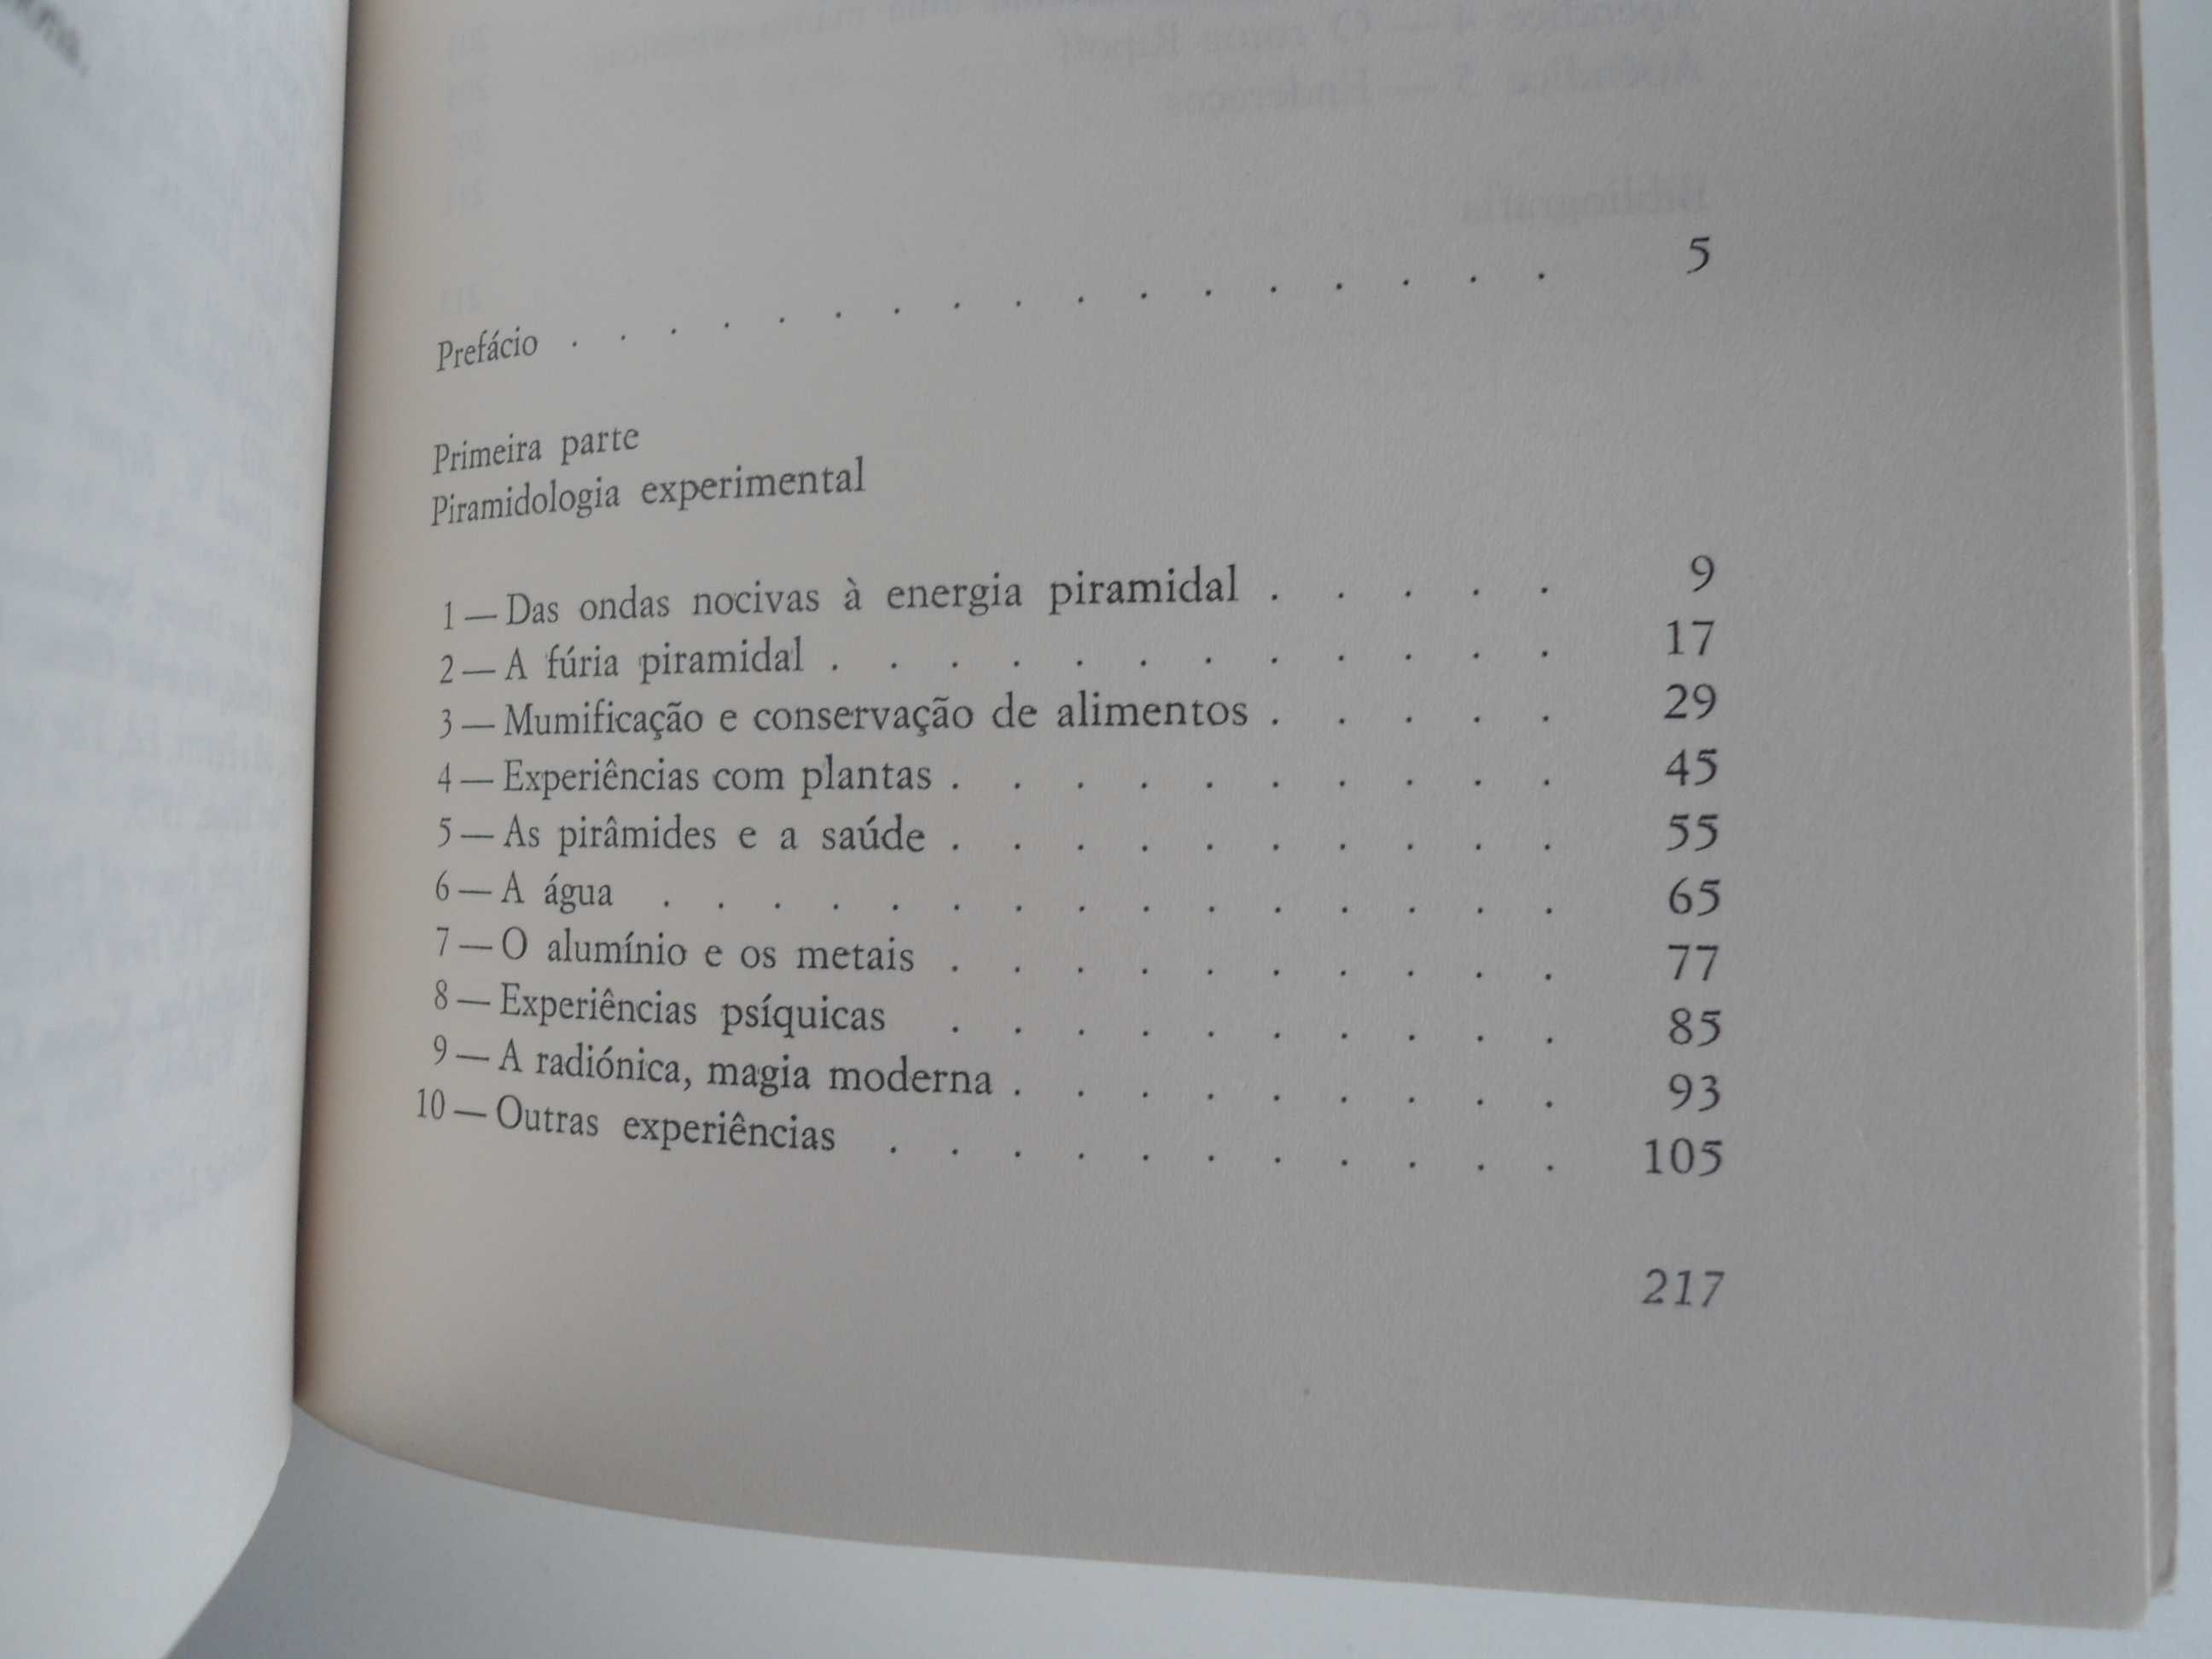 Prefácio . . . . . . . . . . . . . . . . . 5
Primeira parte
Piramidologia experimental
1 — Das ondas nocivas à energia piramidal . . . . . 9
2 — A fúria piramidal . . . . . . . . . . . . 17
3 — Mumificação e conservação de alimentos . . . . . 29
4 — Experiências com plantas . . . . . . . . . . 45
5 — As pirâmides e a saúde . . . . . . . . . . 55
6 — A água . . . . . . . . . . . . . . . 65
7 — O alumínio e os metais . . . . . . . . . . 77
8 — Experiências psíquicas . . . . . . . . . . 85
9 — A radiónica, magia moderna . . . . . . . . . 93
10 — Outras experiências . . . . . . . . . . . 105
217